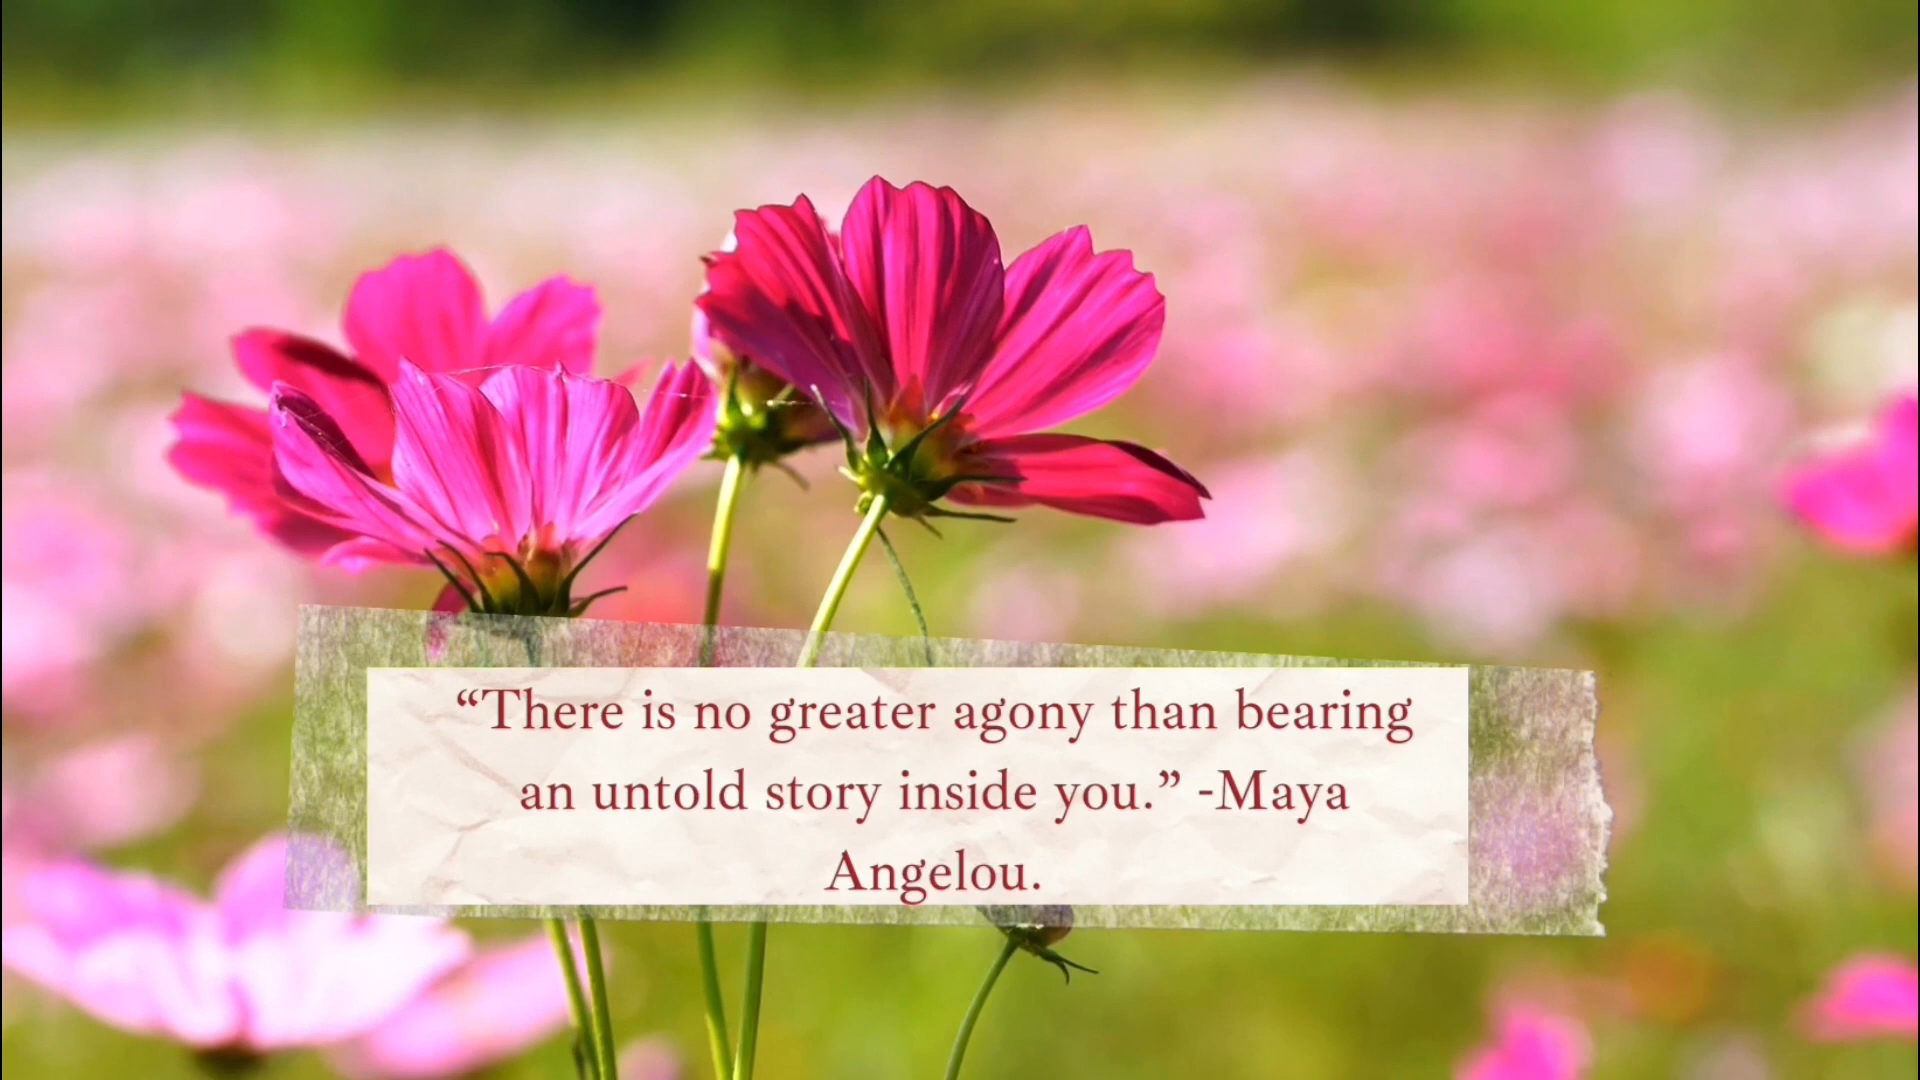 “There is no greater agony than bearing
an untold story inside you.” -Maya
Angelou.